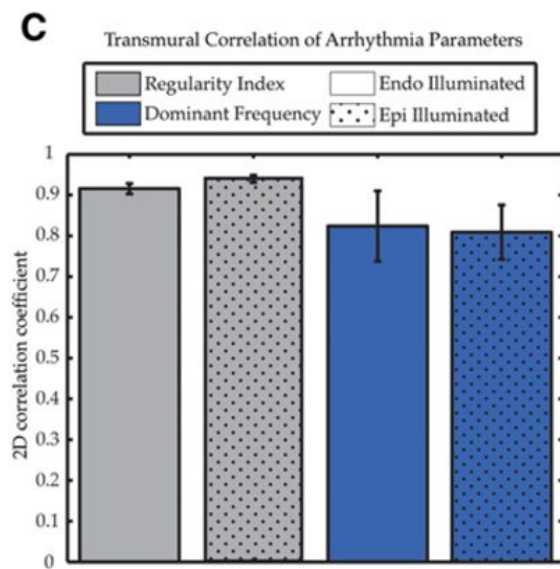 C
Transmural Correlation of Arrhythmia Parameters
Regularity Index
Endo Illuminated
Dominant Frequency
Epi Illuminated
2D correlation coefficient
1
0.9
0.8
0.7
0.6
0.5
0.4
0.3
0.2
0.1
0